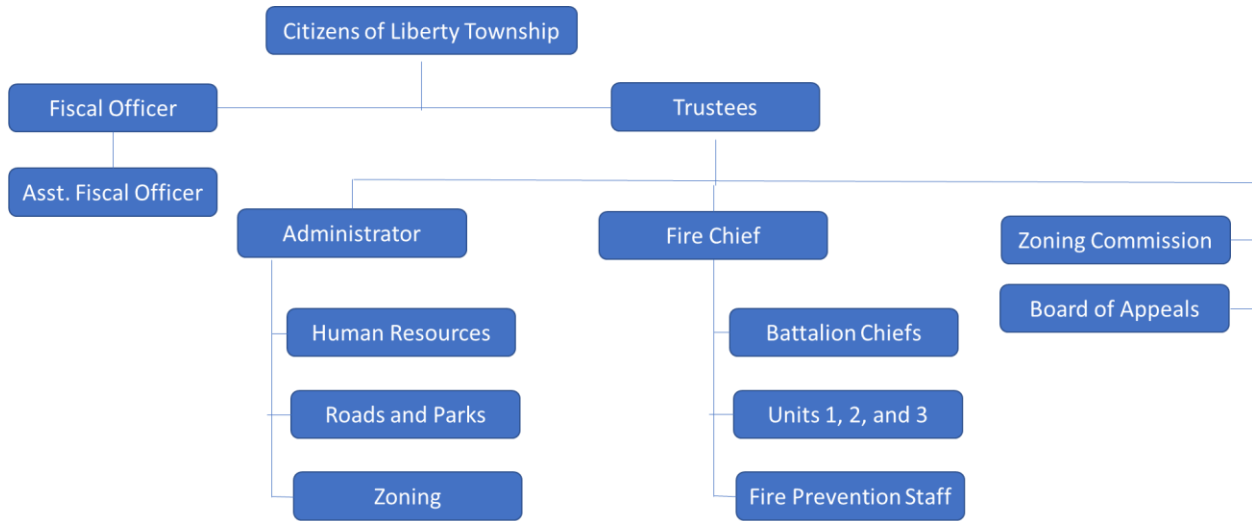 Citizens of Liberty Township
Fiscal Officer
Trustees
Asst. Fiscal Officer
Administrator
Fire Chief
Zoning Commission
Human Resources
Battalion Chiefs
Board of Appeals
Roads and Parks
Units 1, 2, and 3
Zoning
Fire Prevention Staff